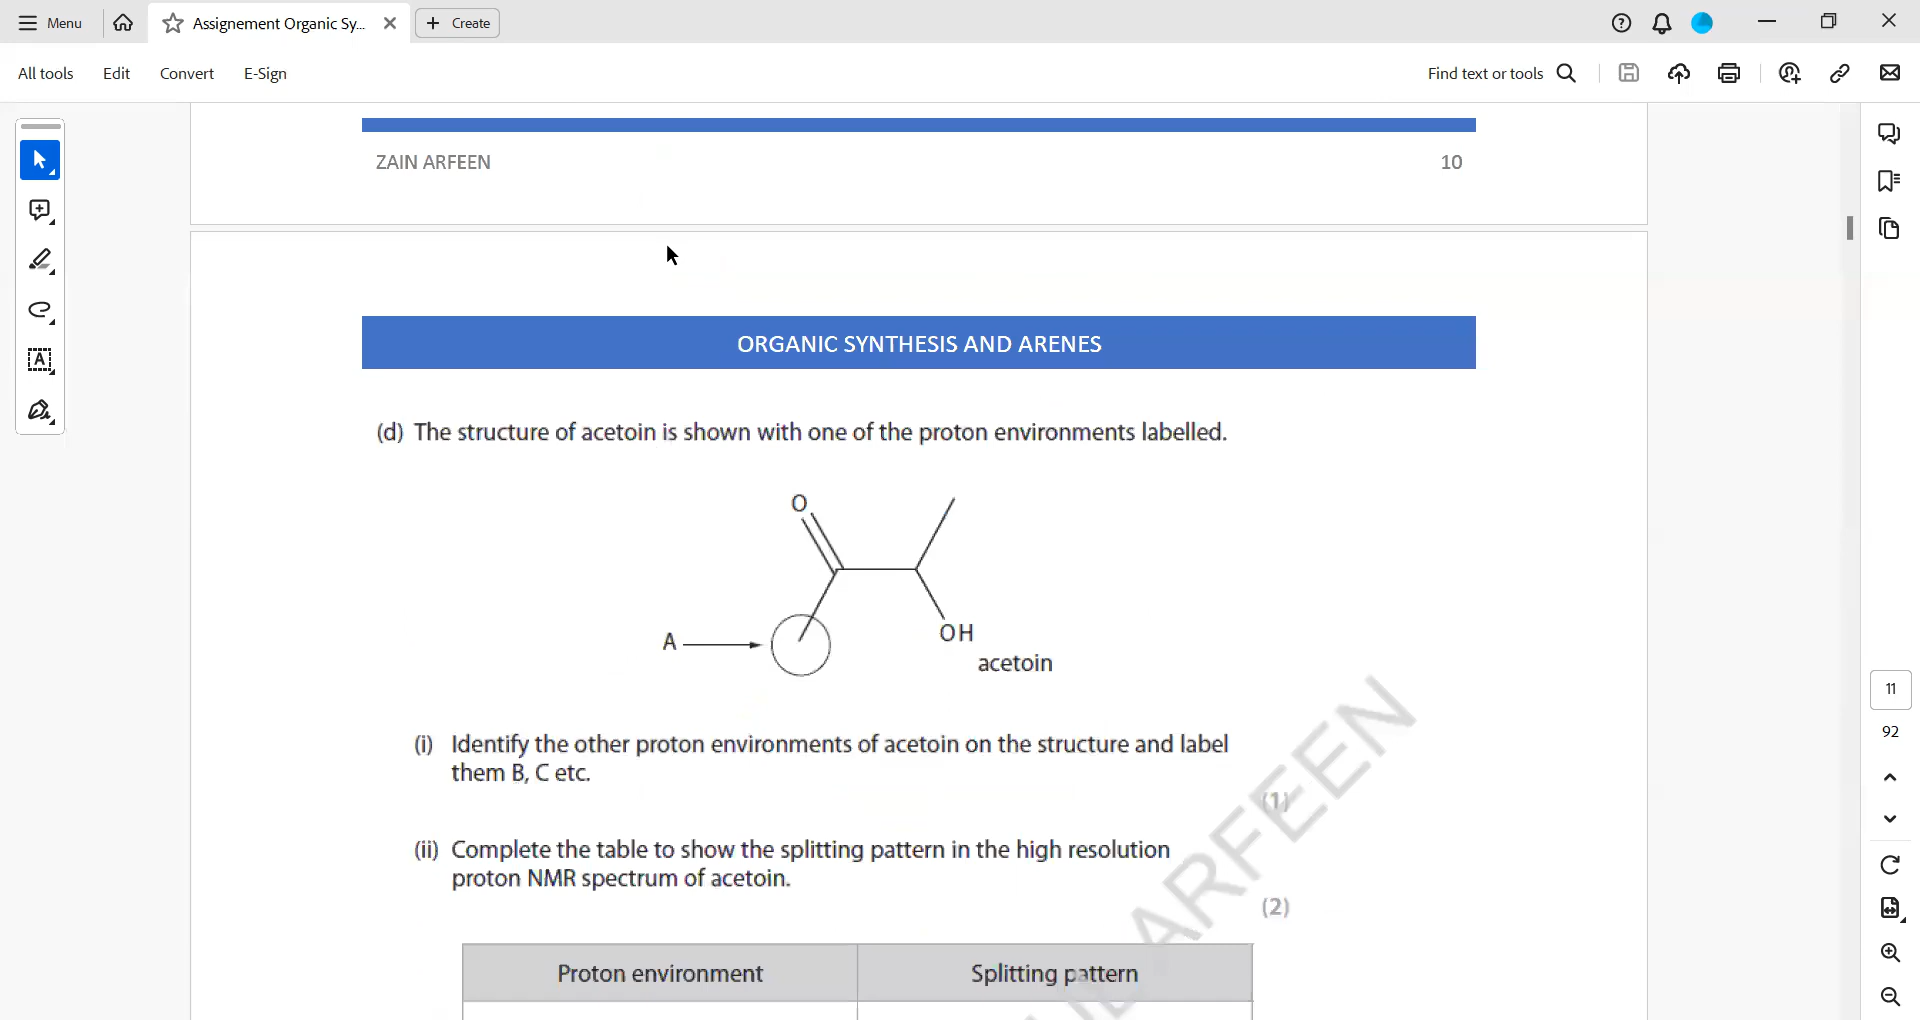 Menu
Assignement Organic Sy...
Create
All tools
Edit
Convert
E-Sign
Find text or tools
ZAIN ARFEEN
10
ORGANIC SYNTHESIS AND ARENES
(d) The structure of acetoin is shown with one of the proton environments labelled.
O
A
OH
acetoin
(i) Identify the other proton environments of acetoin on the structure and label
them B, C etc.
(1)
(ii) Complete the table to show the splitting pattern in the high resolution
proton NMR spectrum of acetoin.
(2)
Proton environment
Splitting pattern
ARFEEN
11
92